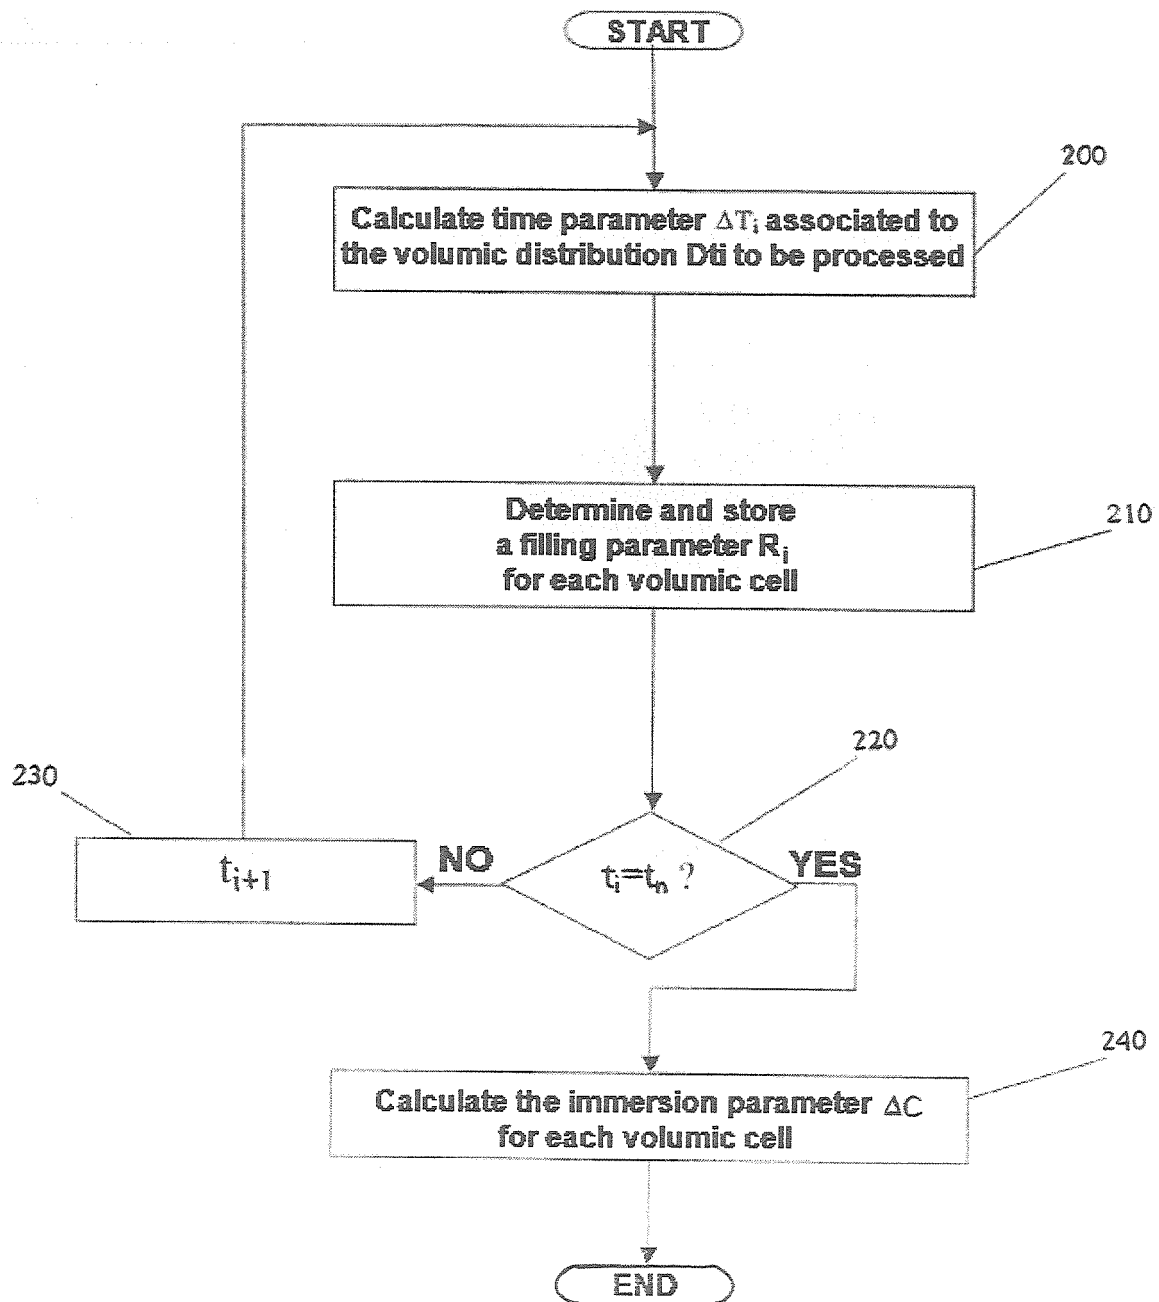 START
200
Calculate time parameter ΔTᵢ associated to
the volumic distribution Dti to be processed
Determine and store
a filling parameter Rᵢ
for each volumic cell
210
220
230
tᵢ₊₁
NO
tᵢ=tₙ ?
YES
240
Calculate the immersion parameter ΔC
for each volumic cell
END